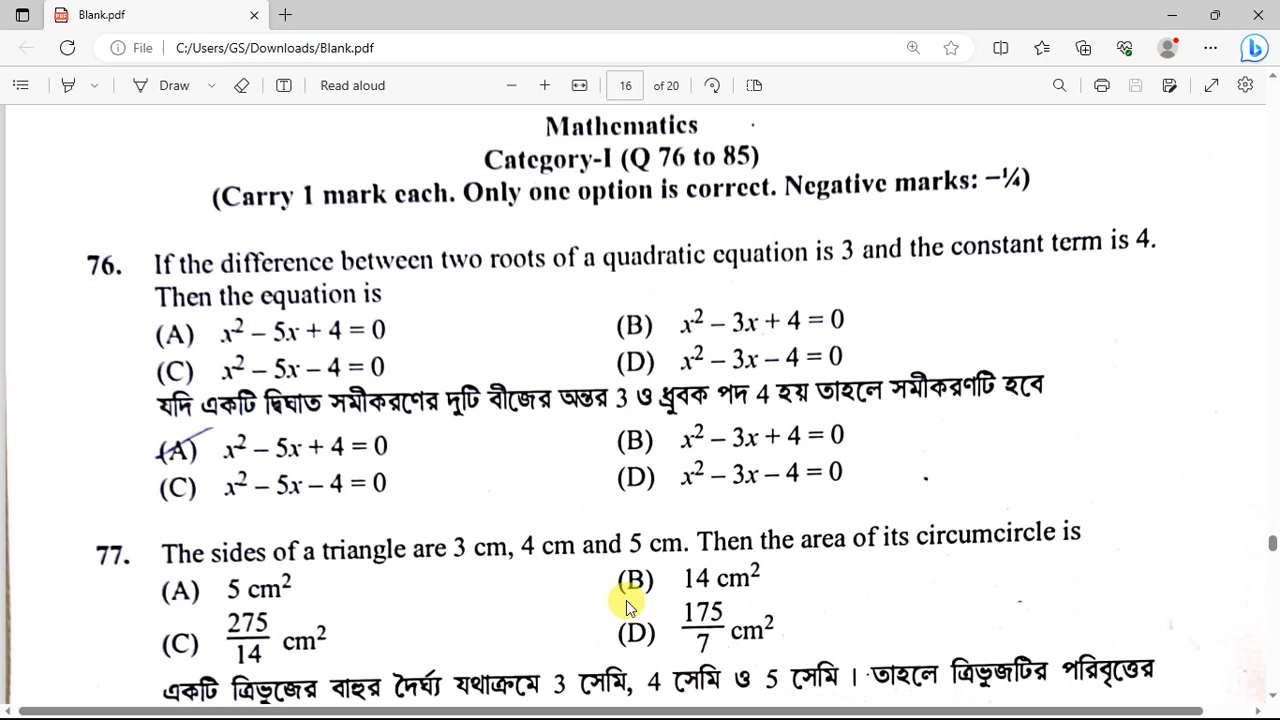 Blank.pdf
File C:/Users/GS/Downloads/Blank.pdf
Draw Read aloud 16 of 20
Mathematics
Category-I (Q 76 to 85)
(Carry 1 mark each. Only one option is correct. Negative marks: –¼)
76. If the difference between two roots of a quadratic equation is 3 and the constant term is 4.
Then the equation is
(A) x² – 5x + 4 = 0 (B) x² – 3x + 4 = 0
(C) x² – 5x – 4 = 0 (D) x² – 3x – 4 = 0
যদি একটি দ্বিঘাত সমীকরণের দুটি বীজের অন্তর 3 ও ধ্রুবক পদ 4 হয় তাহলে সমীকরণটি হবে
(A) x² – 5x + 4 = 0 (B) x² – 3x + 4 = 0
(C) x² – 5x – 4 = 0 (D) x² – 3x – 4 = 0
77. The sides of a triangle are 3 cm, 4 cm and 5 cm. Then the area of its circumcircle is
(A) 5 cm² (B) 14 cm²
(C) 275/14 cm² (D) 175/7 cm²
একটি ত্রিভুজের বাহুর দৈর্ঘ্য যথাক্রমে 3 সেমি, 4 সেমি ও 5 সেমি । তাহলে ত্রিভুজটির পরিবৃত্তের